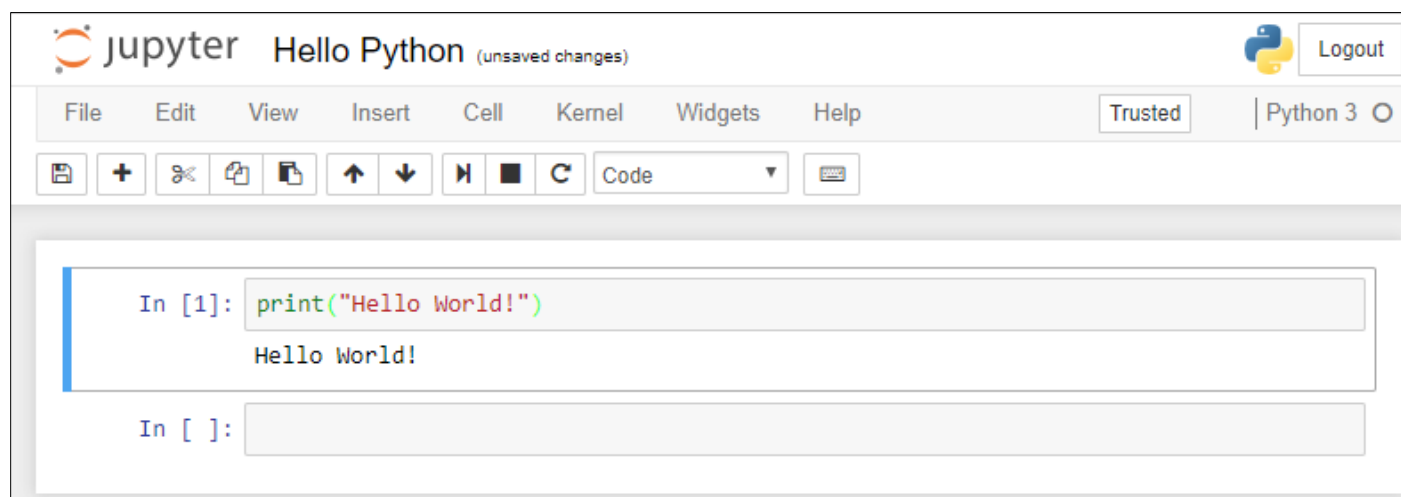 jupyter Hello Python (unsaved changes) Logout
File Edit View Insert Cell Kernel Widgets Help Trusted Python 3
Code
In [1]: print("Hello World!")
Hello World!
In [ ]: